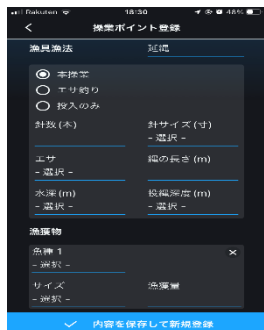 Rakuten 18:30 48%
操業ポイント登録
漁具漁法 延縄
本操業
エサ釣り
投入のみ
針数(本) 針サイズ(寸)
- 選択 -
エサ 縄の長さ(m)
- 選択 -
水深(m) 投縄深度(m)
- 選択 - - 選択 -
漁獲物
魚種 1 ×
- 選択 -
サイズ 漁獲量
- 選択 -
内容を保存して新規登録